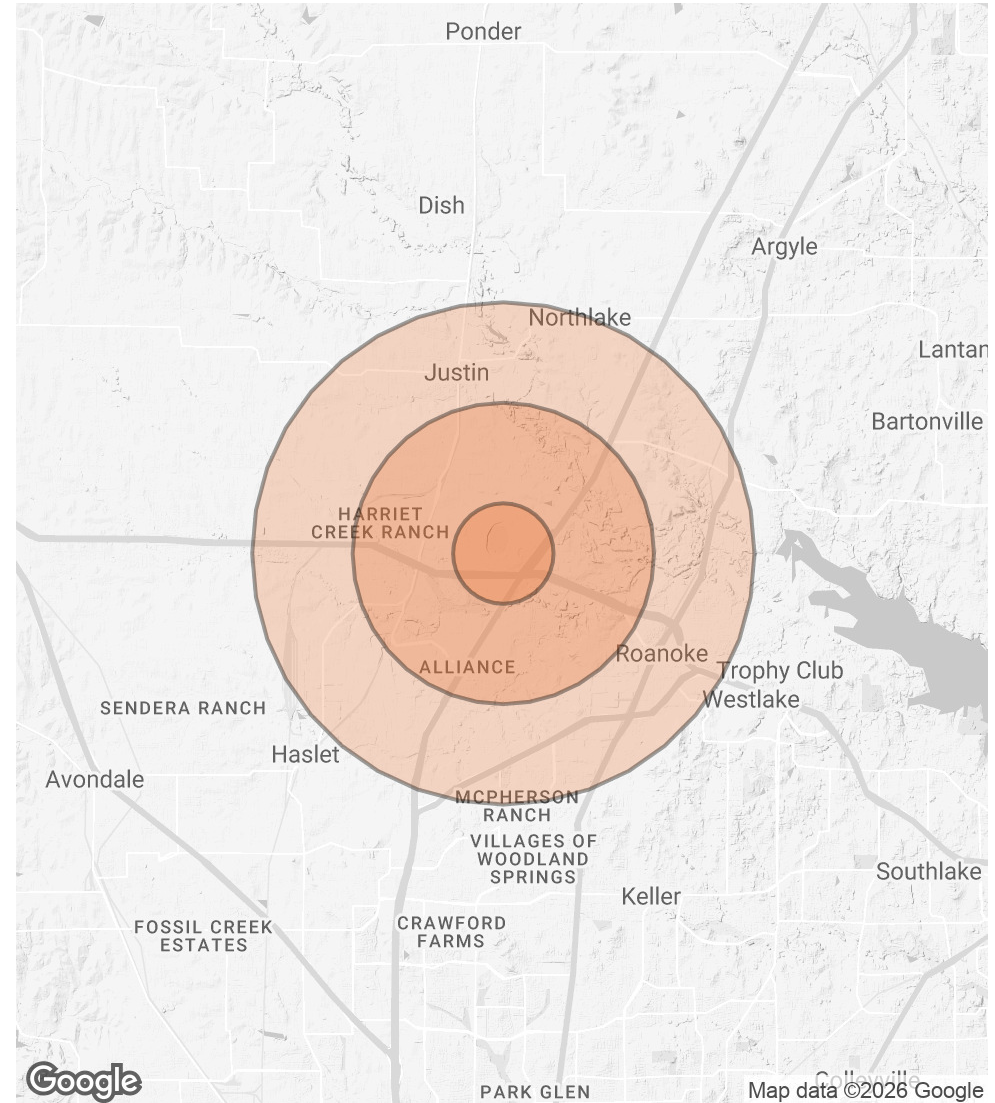 Ponder
Dish
Argyle
Northlake
Lantan
Justin
Bartonville
HARRIET
CREEK RANCH
Roanoke
ALLIANCE
Trophy Club
Westlake
SENDERA RANCH
Haslet
Avondale
MCPHERSON
RANCH
VILLAGES OF
WOODLAND
SPRINGS
Southlake
Keller
CRAWFORD
FARMS
FOSSIL CREEK
ESTATES
Colleyville
Google
PARK GLEN
Map data ©2026 Google